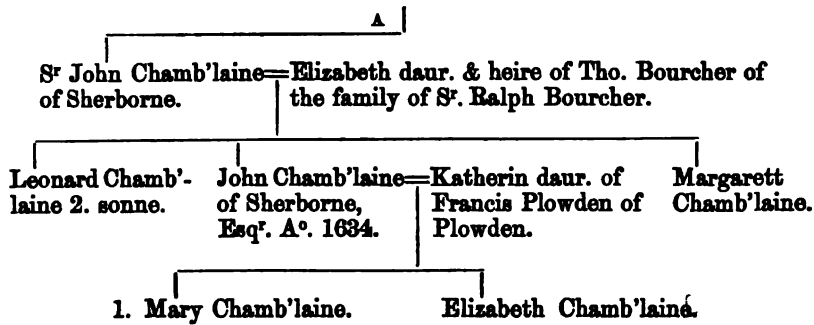 A
Sʳ John Chamb'laine=Elizabeth daur. & heire of Tho. Bourcher of
of Sherborne. the family of Sʳ. Ralph Bourcher.
Leonard Chamb'- John Chamb'laine=Katherin daur. of Margarett
laine 2. sonne. of Sherborne, Francis Plowden of Chamb'laine.
Esqʳ. Aº. 1634. Plowden.
1. Mary Chamb'laine. Elizabeth Chamb'laine.